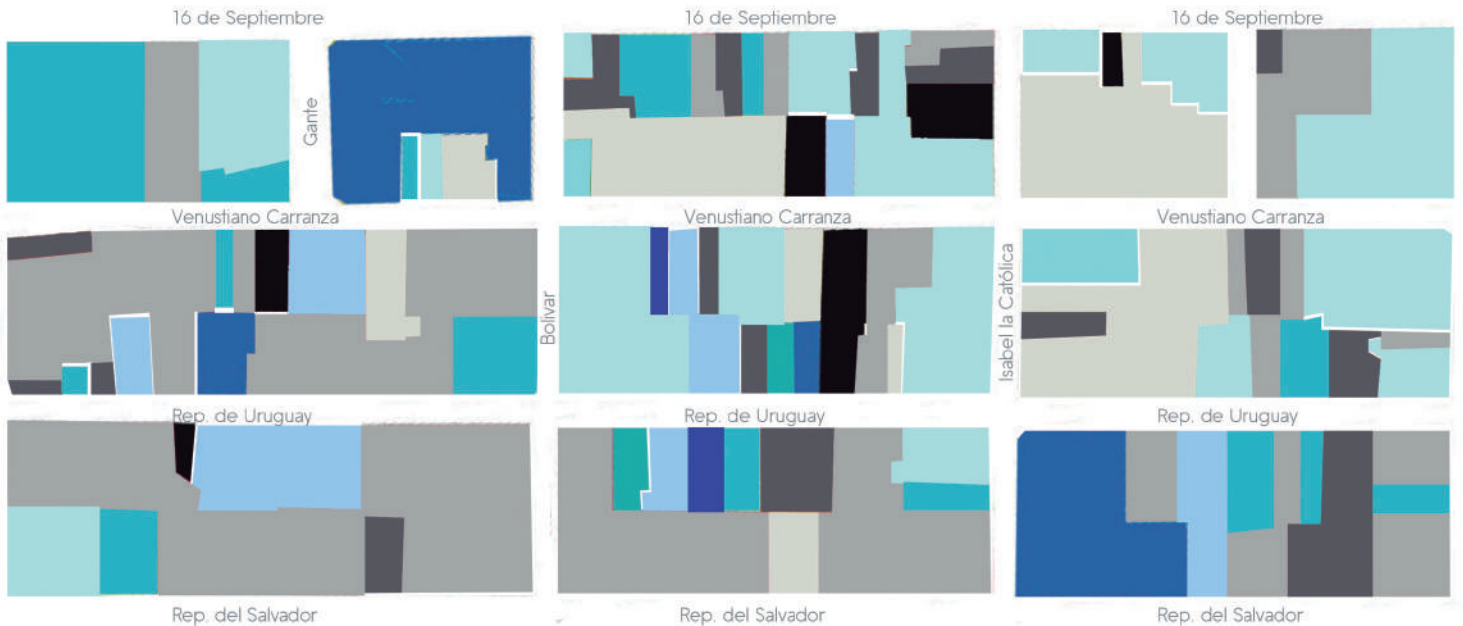 16 de Septiembre
16 de Septiembre
16 de Septiembre
Gante
Venustiano Carranza
Venustiano Carranza
Venustiano Carranza
Bolivar
Isabel la Católica
Rep. de Uruguay
Rep. de Uruguay
Rep. de Uruguay
Rep. del Salvador
Rep. del Salvador
Rep. del Salvador